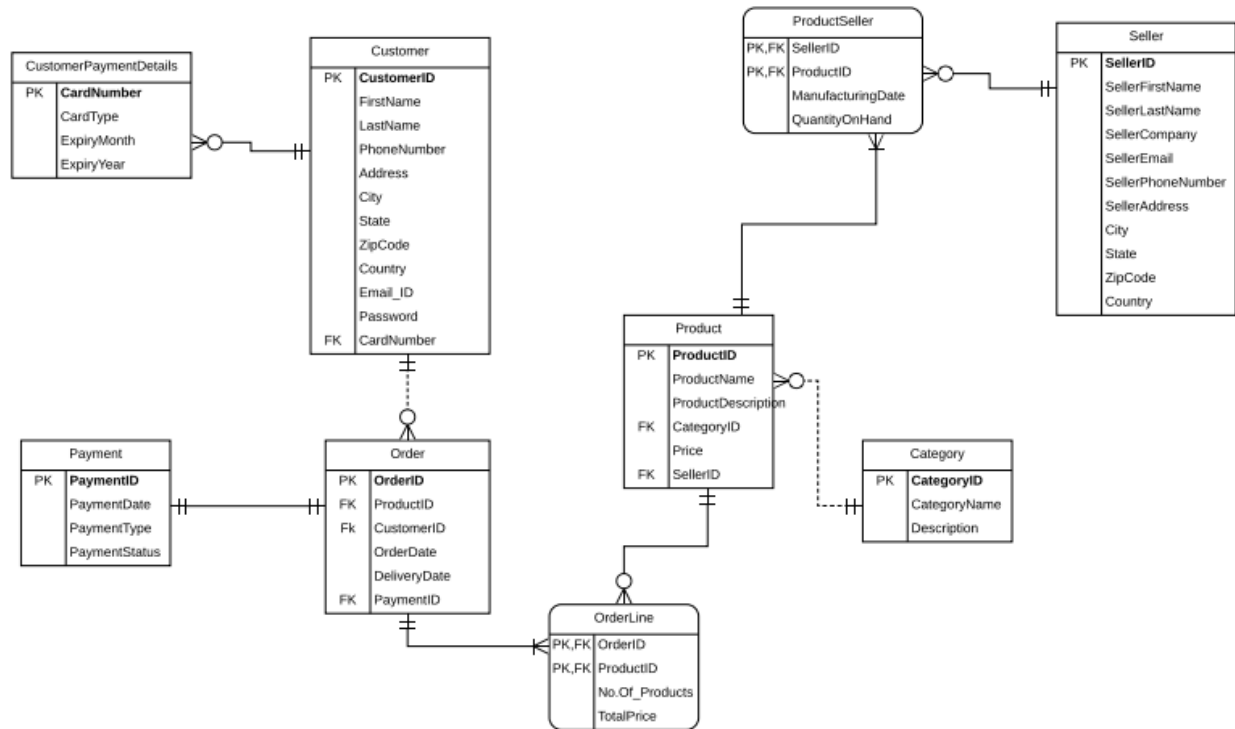 CustomerPaymentDetails
PK CardNumber
CardType
ExpiryMonth
ExpiryYear
Customer
PK CustomerID
FirstName
LastName
PhoneNumber
Address
City
State
ZipCode
Country
Email_ID
Password
FK CardNumber
ProductSeller
PK,FK SellerID
PK,FK ProductID
ManufacturingDate
QuantityOnHand
Seller
PK SellerID
SellerFirstName
SellerLastName
SellerCompany
SellerEmail
SellerPhoneNumber
SellerAddress
City
State
ZipCode
Country
Product
PK ProductID
ProductName
ProductDescription
FK CategoryID
Price
FK SellerID
Payment
PK PaymentID
PaymentDate
PaymentType
PaymentStatus
Order
PK OrderID
FK ProductID
Fk CustomerID
OrderDate
DeliveryDate
FK PaymentID
Category
PK CategoryID
CategoryName
Description
OrderLine
PK,FK OrderID
PK,FK ProductID
No.Of_Products
TotalPrice